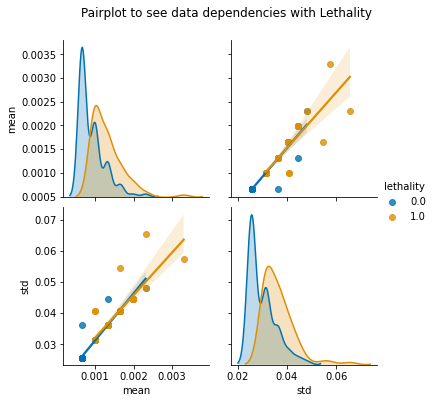 Pairplot to see data dependencies with Lethality
0.0035
0.0030
0.0025
0.0020
0.0015
0.0010
0.0005
mean
lethality
0.0
1.0
0.07
0.06
0.05
0.04
0.03
std
0.001 0.002 0.003
mean
0.02 0.04 0.06
std